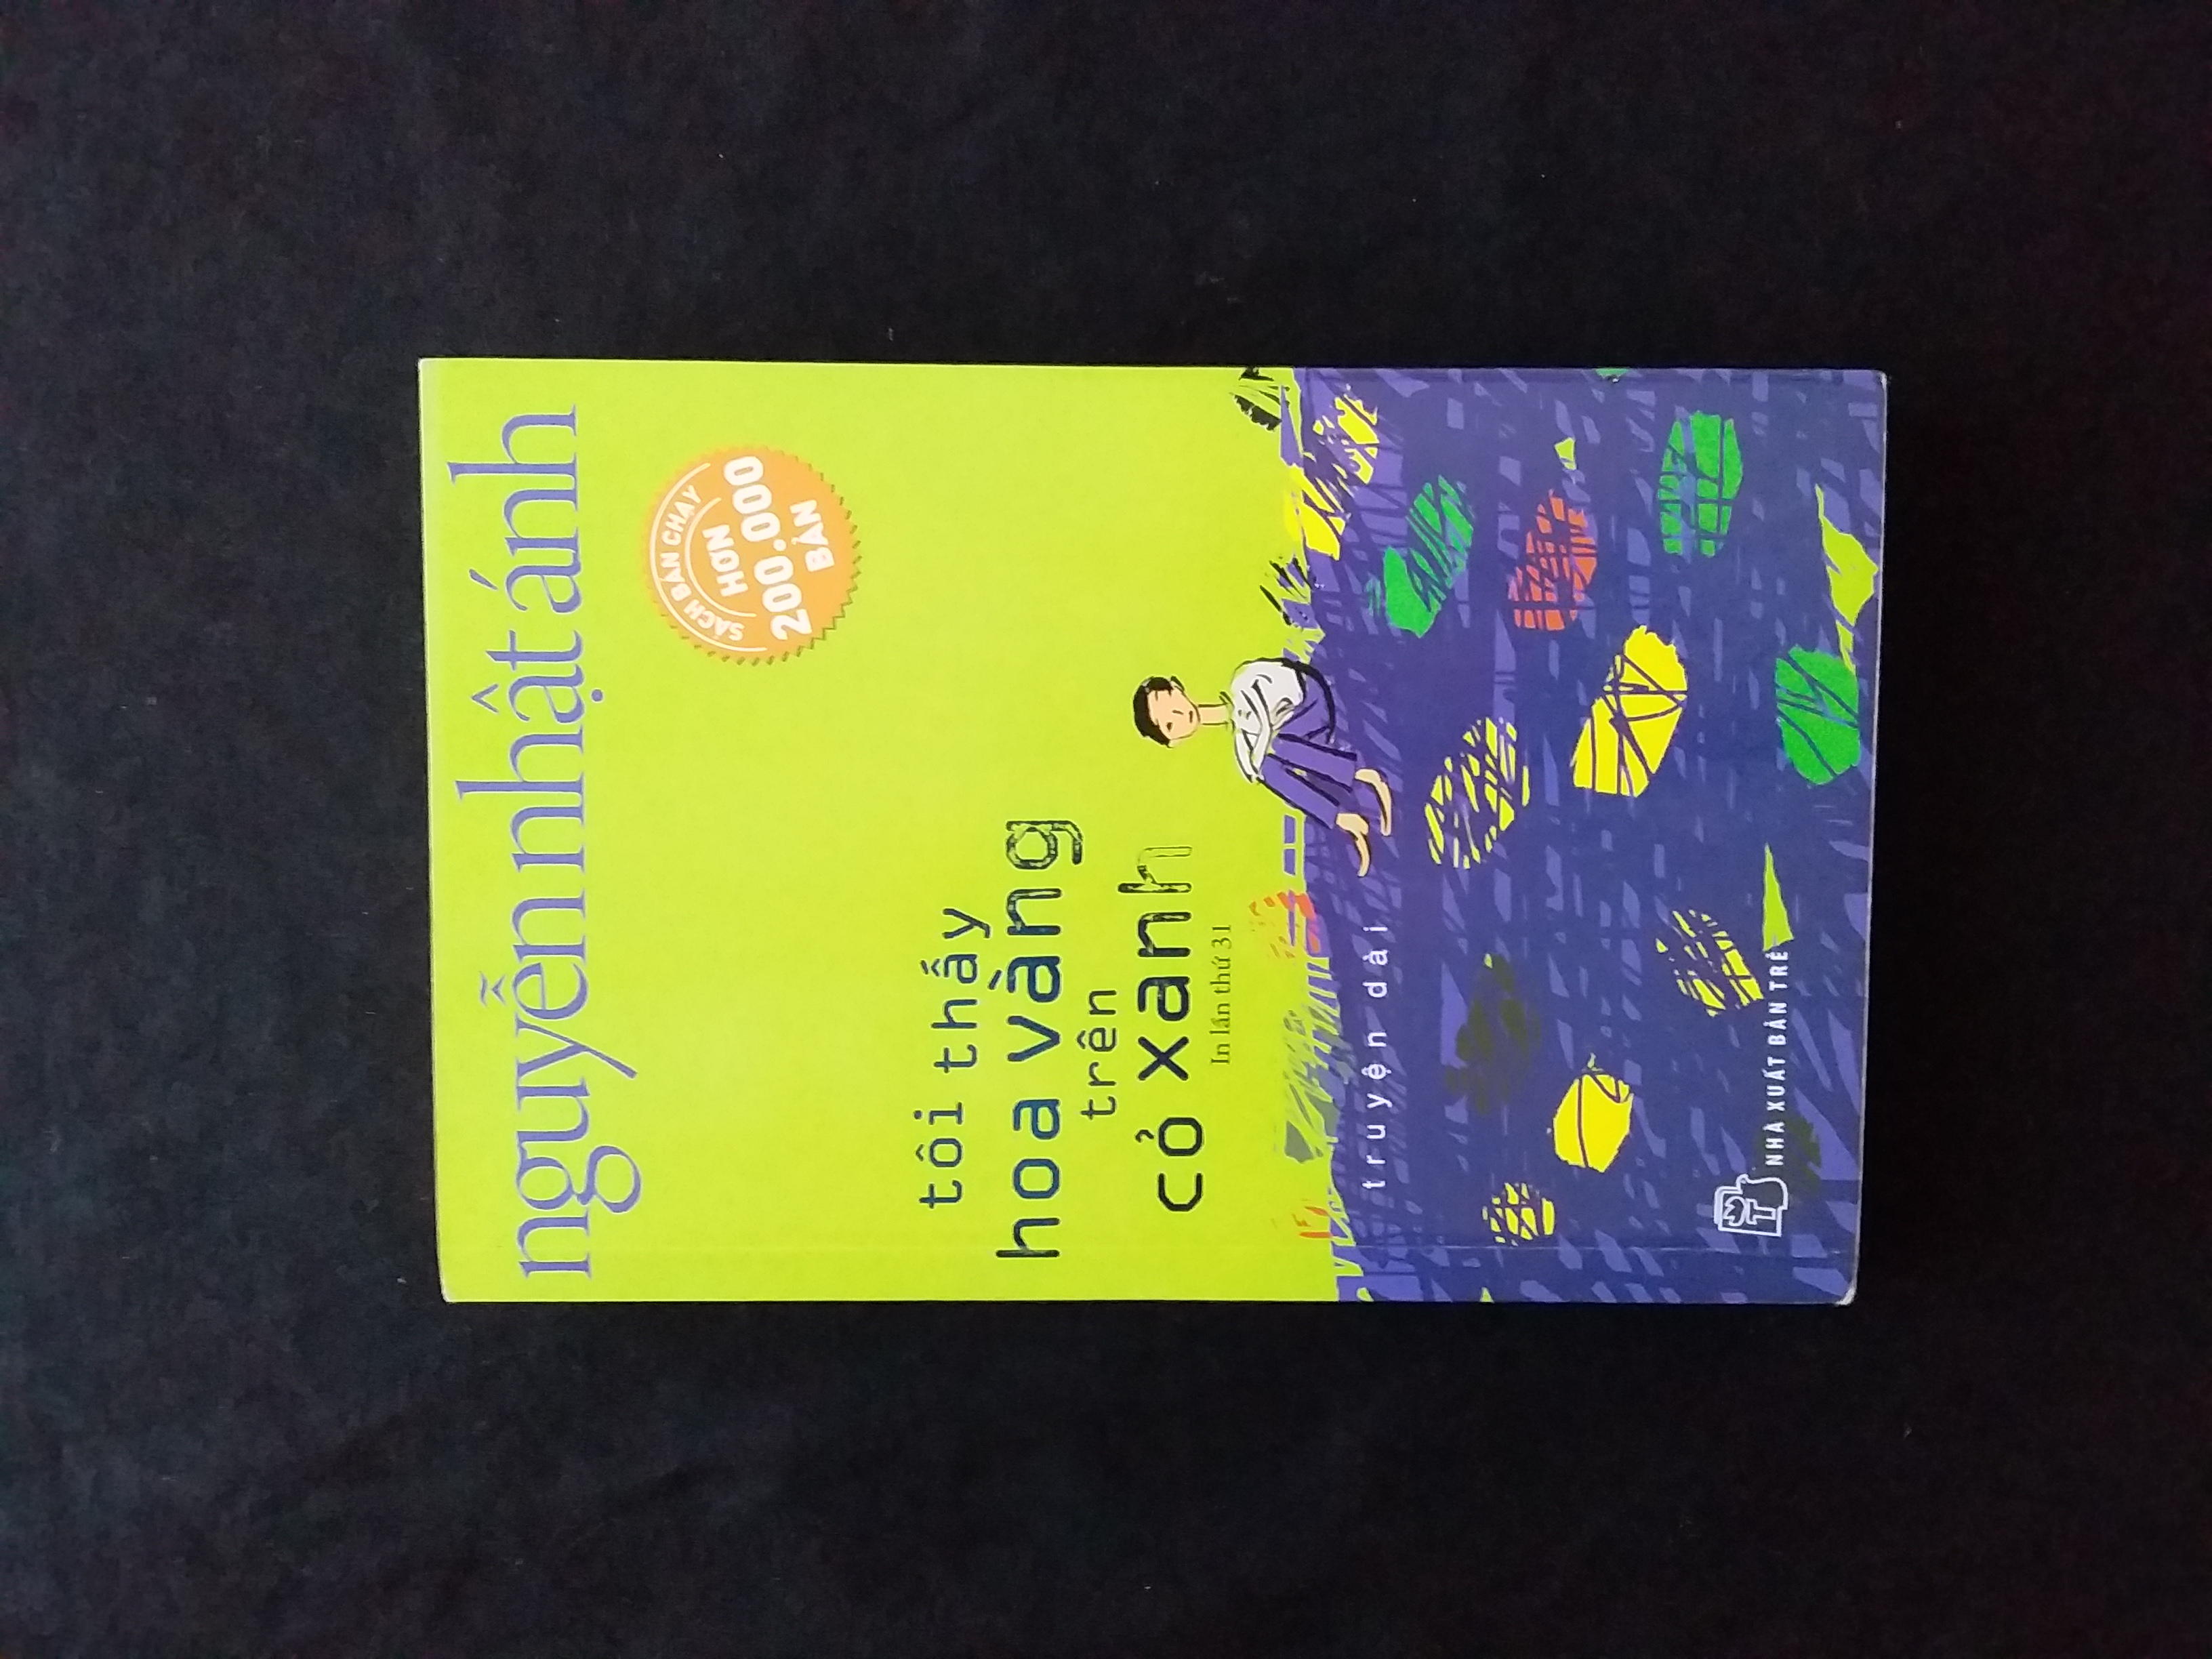 nguyễn nhật ánh
SÁCH BÁN CHẠY
HƠN
200.000
BẢN
tôi thấy
hoa vàng
trên
cỏ xanh
In lần thứ 31
truyện dài
T
NHÀ XUẤT BẢN TRẺ